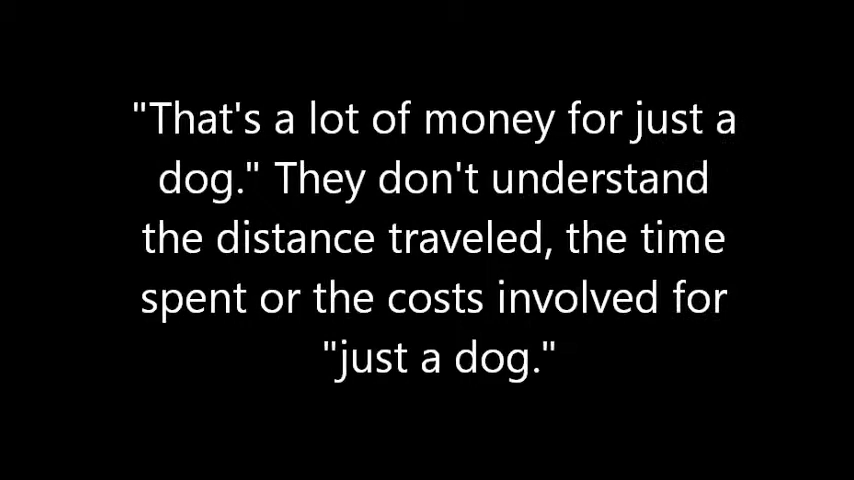 "That's a lot of money for just a
dog." They don't understand
the distance traveled, the time
spent or the costs involved for
"just a dog."